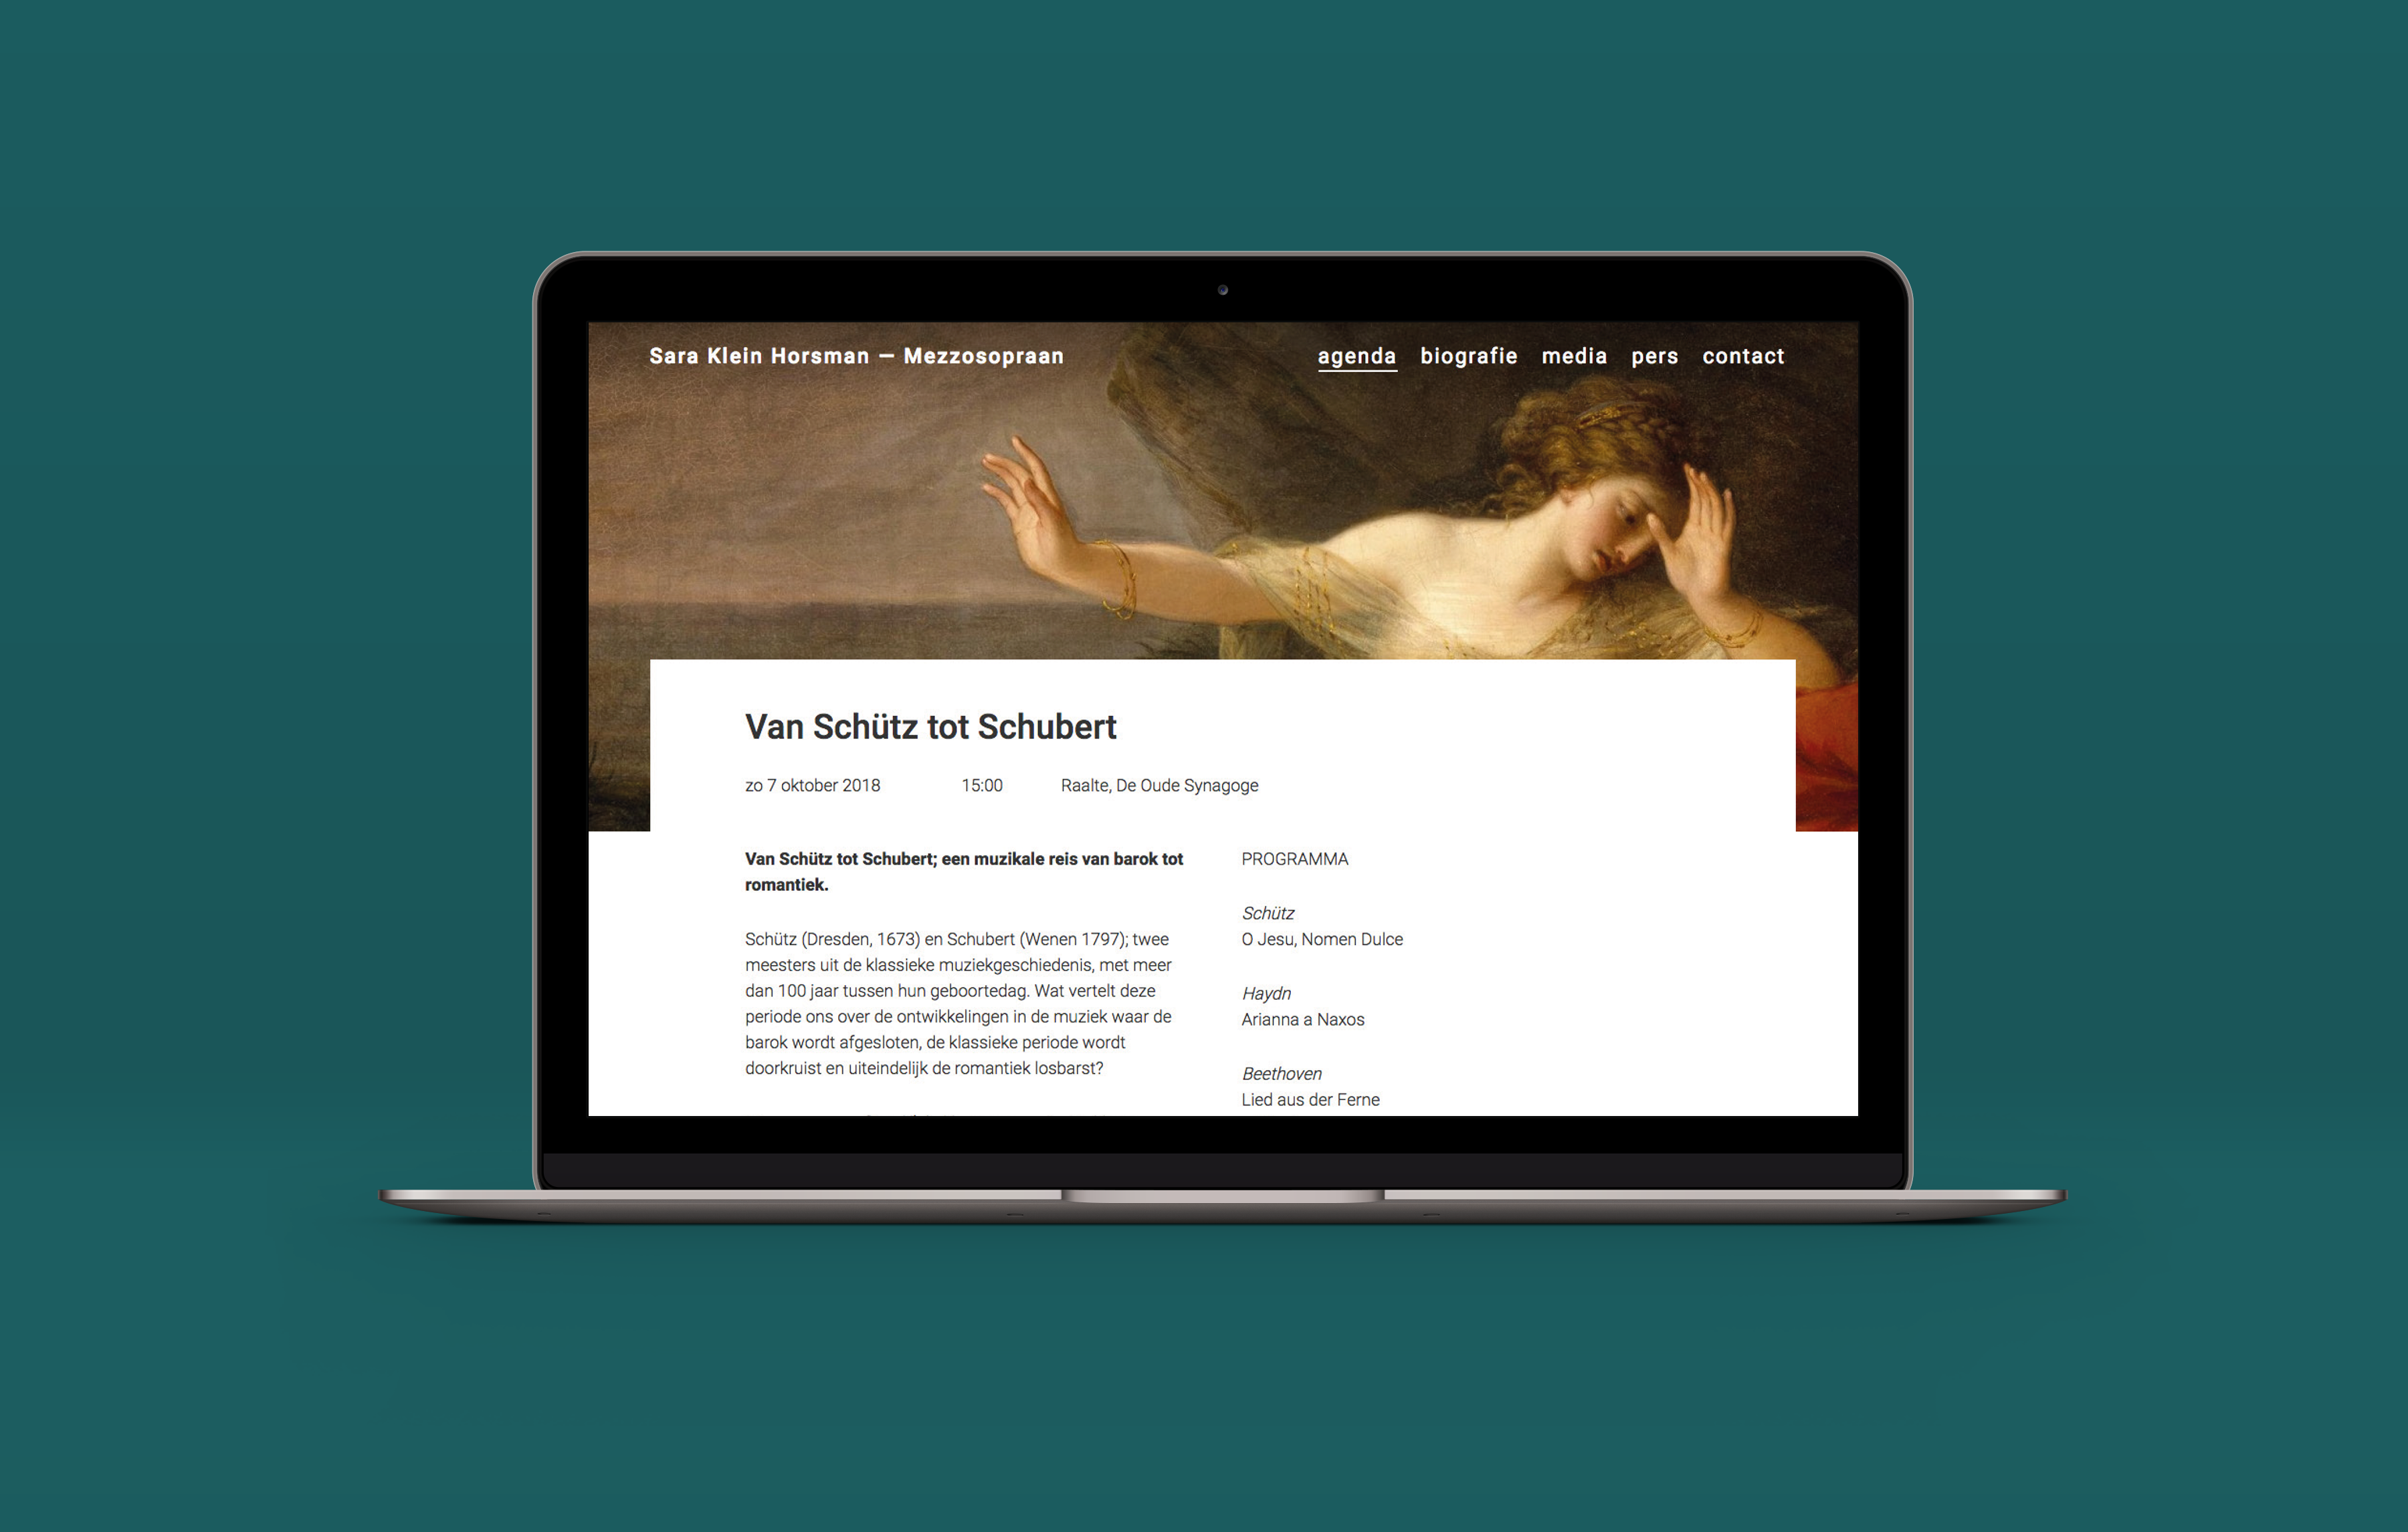 Sara Klein Horsman — Mezzosopraan
agenda biografie media pers contact
Van Schütz tot Schubert
zo 7 oktober 2018 15:00 Raalte, De Oude Synagoge
Van Schütz tot Schubert; een muzikale reis van barok tot
romantiek.
Schütz (Dresden, 1673) en Schubert (Wenen 1797); twee
meesters uit de klassieke muziekgeschiedenis, met meer
dan 100 jaar tussen hun geboortedag. Wat vertelt deze
periode ons over de ontwikkelingen in de muziek waar de
barok wordt afgesloten, de klassieke periode wordt
doorkruist en uiteindelijk de romantiek losbarst?
PROGRAMMA
Schütz
O Jesu, Nomen Dulce
Haydn
Arianna a Naxos
Beethoven
Lied aus der Ferne